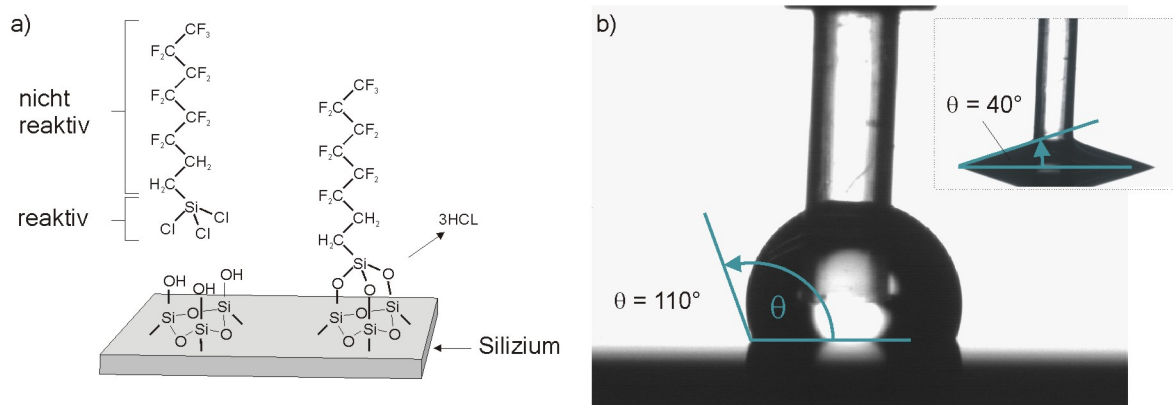 a)
CF₃
F₂C
CF₂
F₂C
CF₂
F₂C
CH₂
H₂C
Si
Cl
Cl
Cl
nicht
reaktiv
reaktiv
CF₃
F₂C
CF₂
F₂C
CF₂
F₂C
CH₂
H₂C
Si
O
O
O
3HCL
OH
OH
OH
Si
O
Si
Si
O
O
Si
O
Si
Si
O
O
Silizium
b)
θ = 40°
θ = 110°
θ